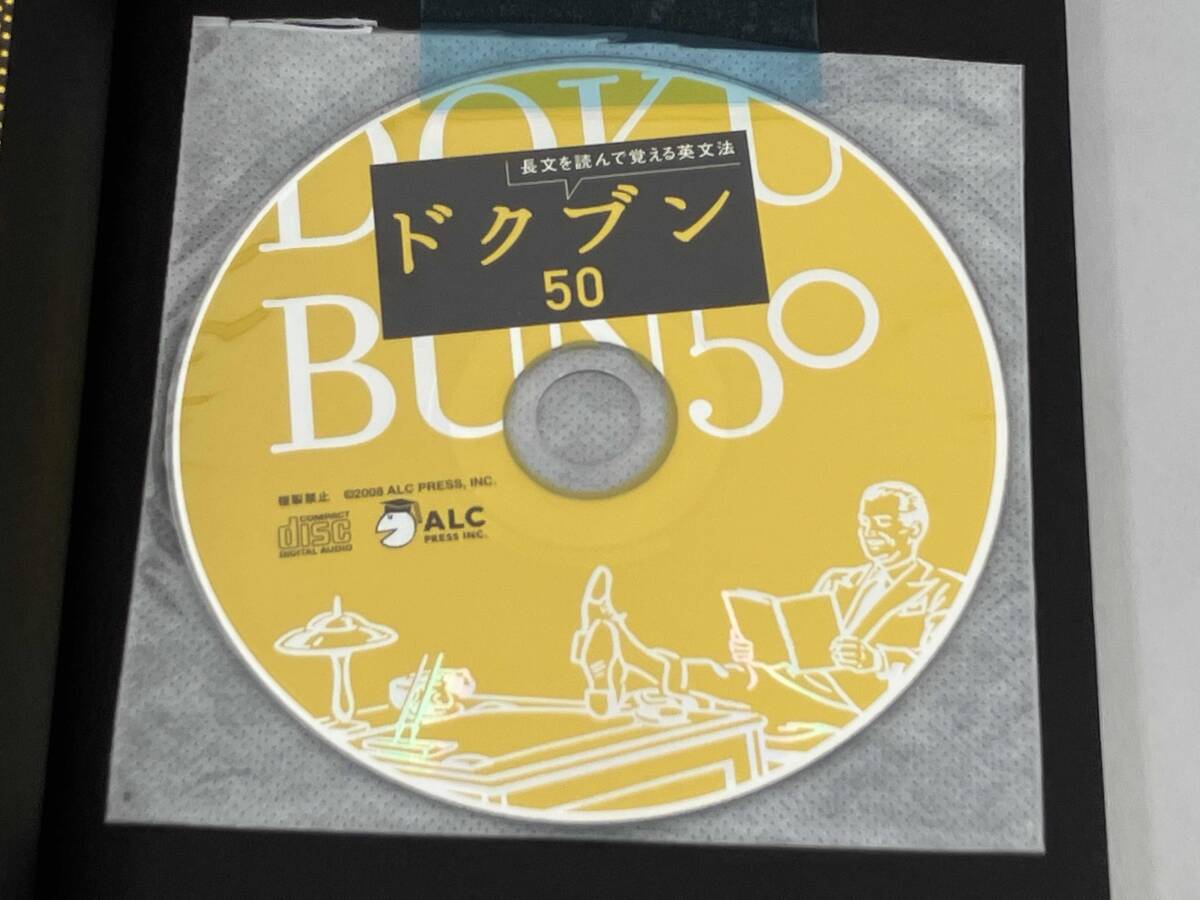 DOKU
長文を読んで覚える英文法
ドクブン
50
BUN50
複製禁止 ©2008 ALC PRESS, INC.
COMPACT
disc
DIGITAL AUDIO
ALC
PRESS INC.